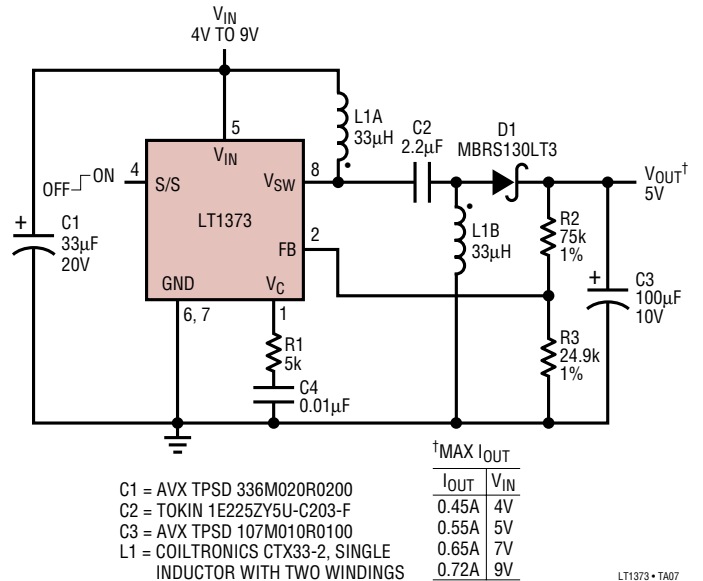 VIN
4V TO 9V
L1A
33µH
C2
2.2µF
D1
MBRS130LT3
5
VIN
OFF ON
4
S/S
VSW
8
VOUT†
5V
LT1373
+
C1
33µF
20V
FB
2
L1B
33µH
R2
75k
1%
+
C3
100µF
10V
GND
VC
6, 7
1
R1
5k
R3
24.9k
1%
C4
0.01µF
†MAX IOUT
IOUT VIN
0.45A 4V
0.55A 5V
0.65A 7V
0.72A 9V
C1 = AVX TPSD 336M020R0200
C2 = TOKIN 1E225ZY5U-C203-F
C3 = AVX TPSD 107M010R0100
L1 = COILTRONICS CTX33-2, SINGLE
INDUCTOR WITH TWO WINDINGS
LT1373 • TA07